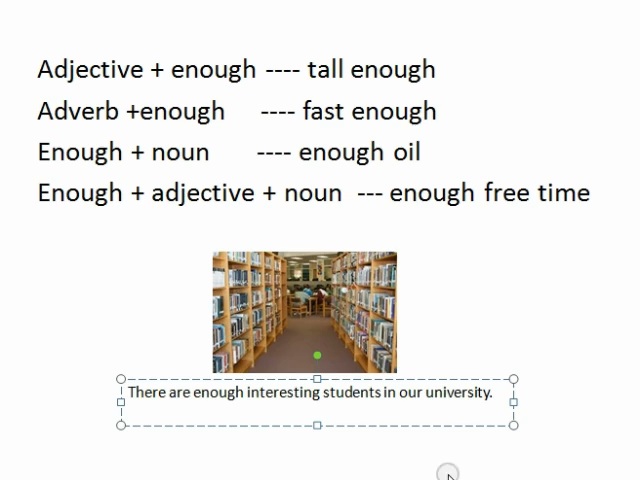 Adjective + enough ---- tall enough
Adverb +enough ---- fast enough
Enough + noun ---- enough oil
Enough + adjective + noun --- enough free time
There are enough interesting students in our university.